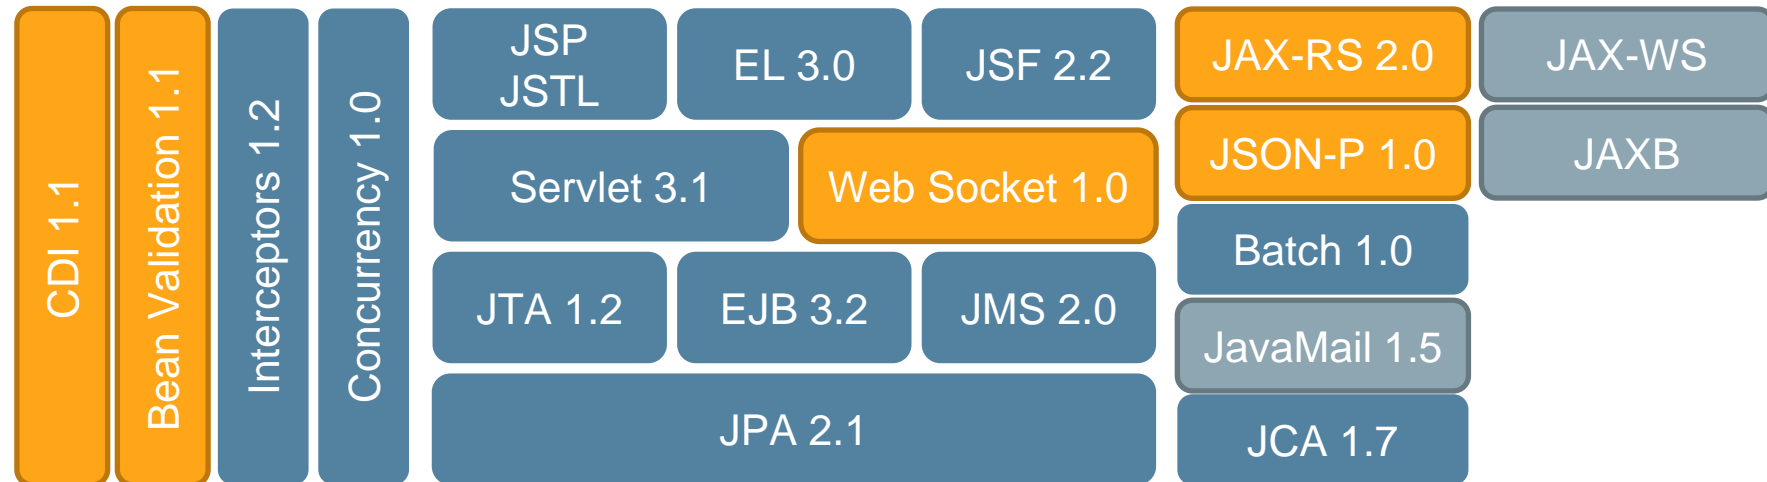 CDI 1.1
Bean Validation 1.1
Interceptors 1.2
Concurrency 1.0
JSP
JSTL
EL 3.0
JSF 2.2
Servlet 3.1
Web Socket 1.0
JTA 1.2
EJB 3.2
JMS 2.0
JPA 2.1
JAX-RS 2.0
JAX-WS
JSON-P 1.0
JAXB
Batch 1.0
JavaMail 1.5
JCA 1.7